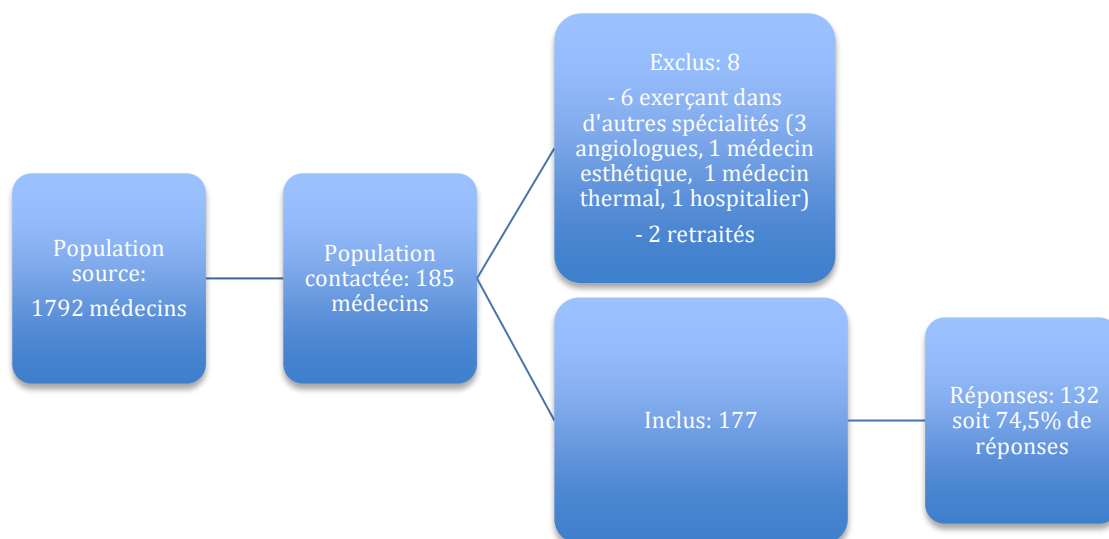 Population
source:
1792 médecins
Population
contactée: 185
médecins
Exclus: 8
- 6 exerçant dans
d'autres spécialités (3
angiologues, 1 médecin
esthétique, 1 médecin
thermal, 1 hospitalier)
- 2 retraités
Inclus: 177
Réponses: 132
soit 74,5% de
réponses